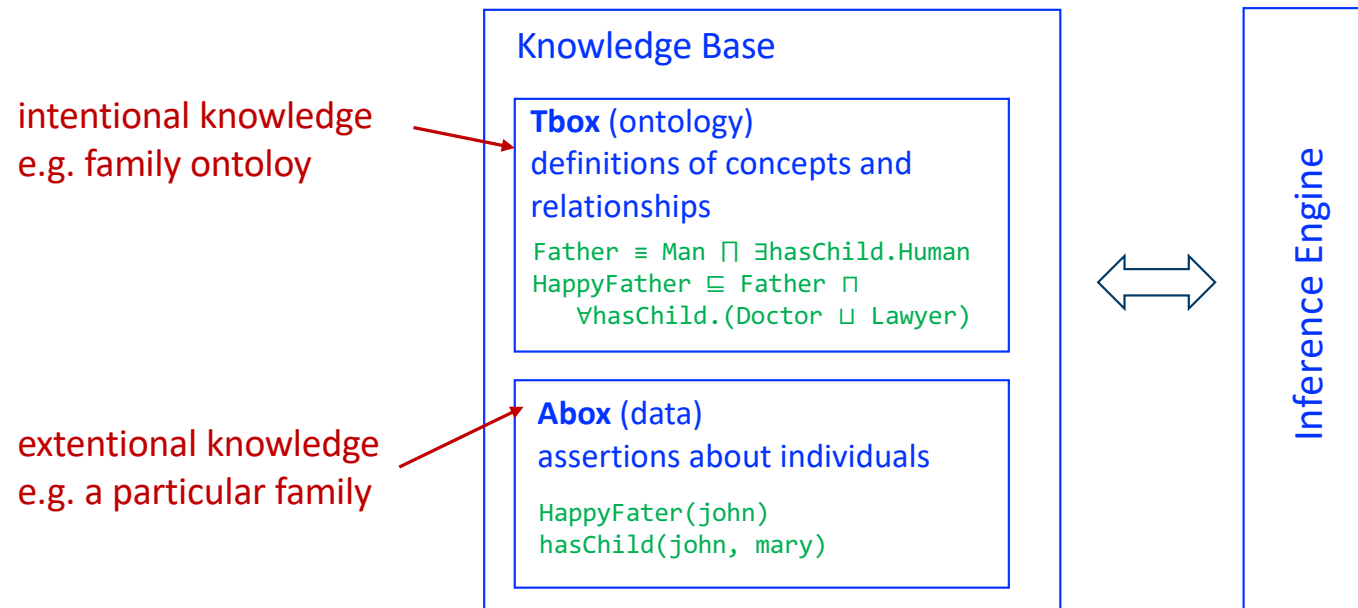 Knowledge Base
intentional knowledge
e.g. family ontoloy
Tbox (ontology)
definitions of concepts and
relationships
Father ≡ Man ∏ ∃hasChild.Human
HappyFather ⊑ Father ⊓
∀hasChild.(Doctor ⊔ Lawyer)
extentional knowledge
e.g. a particular family
Abox (data)
assertions about individuals
HappyFater(john)
hasChild(john, mary)
Inference Engine